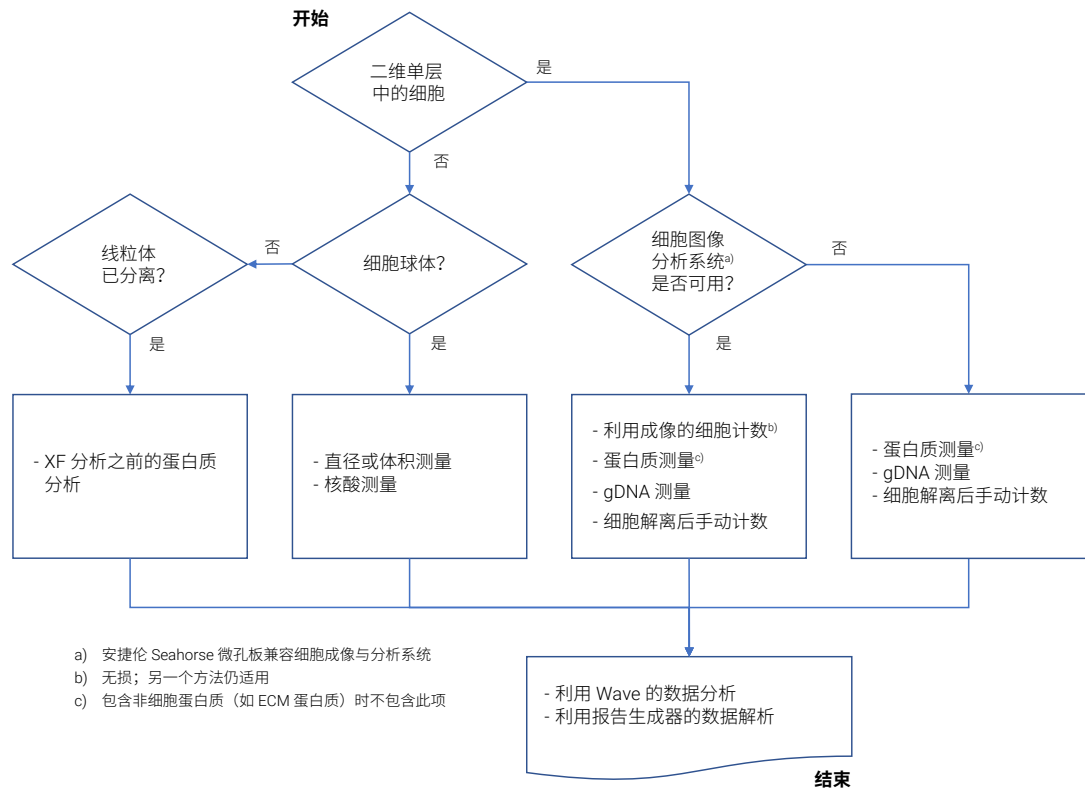 开始
二维单层
中的细胞
是
否
线粒体
已分离？
否
细胞球体？
细胞图像
分析系统a)
是否可用？
否
是
是
是
- XF 分析之前的蛋白质
分析
- 直径或体积测量
- 核酸测量
- 利用成像的细胞计数b)
- 蛋白质测量c)
- gDNA 测量
- 细胞解离后手动计数
- 蛋白质测量c)
- gDNA 测量
- 细胞解离后手动计数
a) 安捷伦 Seahorse 微孔板兼容细胞成像与分析系统
b) 无损；另一个方法仍适用
c) 包含非细胞蛋白质（如 ECM 蛋白质）时不包含此项
- 利用 Wave 的数据分析
- 利用报告生成器的数据解析
结束